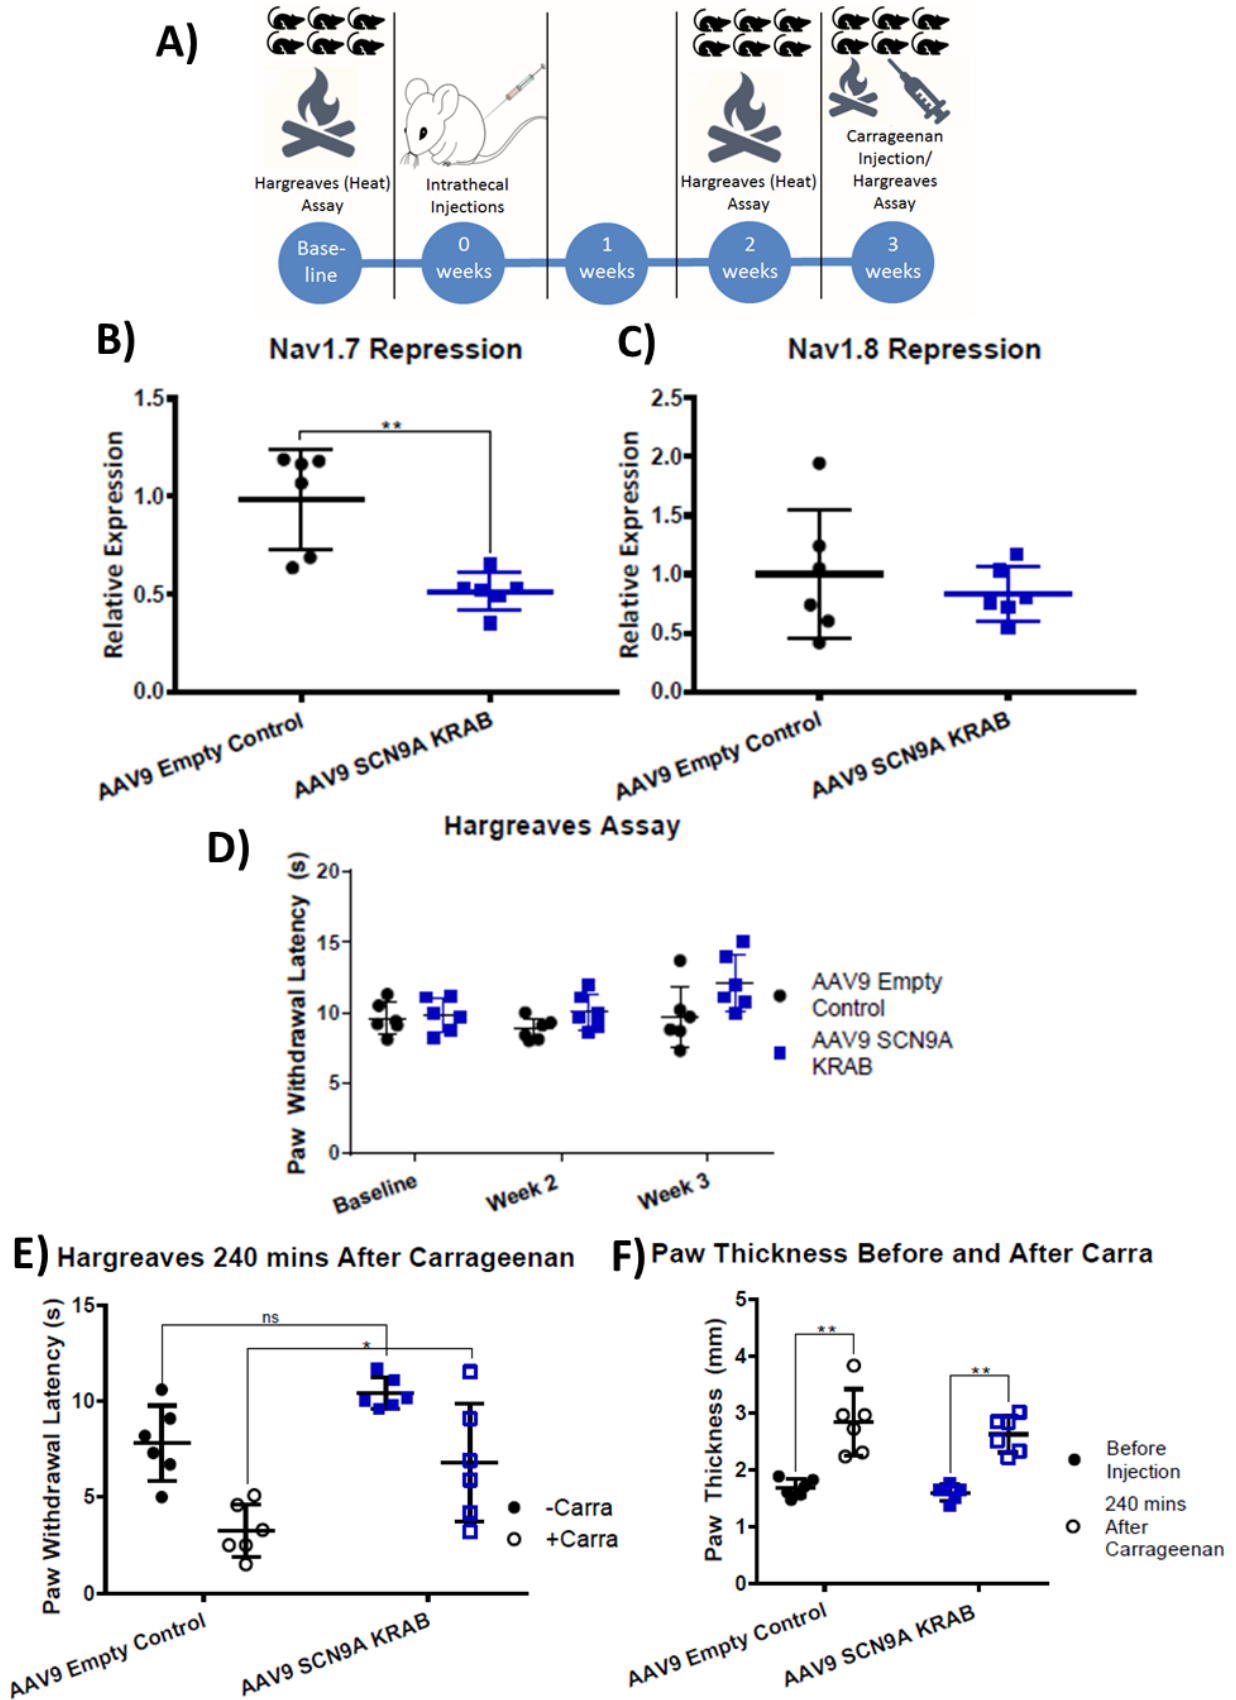 A)
Hargreaves (Heat)
Assay
Intrathecal
Injections
Hargreaves (Heat)
Assay
Carrageenan
Injection/
Hargreaves
Assay
Base-
line
0
weeks
1
weeks
2
weeks
3
weeks
B)
Nav1.7 Repression
Relative Expression
1.5
1.0
0.5
0.0
**
AAV9 Empty Control
AAV9 SCN9A KRAB
C)
Nav1.8 Repression
Relative Expression
2.5
2.0
1.5
1.0
0.5
0.0
AAV9 Empty Control
AAV9 SCN9A KRAB
D)
Hargreaves Assay
Paw Withdrawal Latency (s)
20
15
10
5
0
Baseline
Week 2
Week 3
AAV9 Empty
Control
AAV9 SCN9A
KRAB
E)
Hargreaves 240 mins After Carrageenan
Paw Withdrawal Latency (s)
15
10
5
0
ns
*
-Carra
+Carra
AAV9 Empty Control
AAV9 SCN9A KRAB
F)
Paw Thickness Before and After Carra
Paw Thickness (mm)
5
4
3
2
1
0
**
**
Before
Injection
240 mins
After
Carrageenan
AAV9 Empty Control
AAV9 SCN9A KRAB